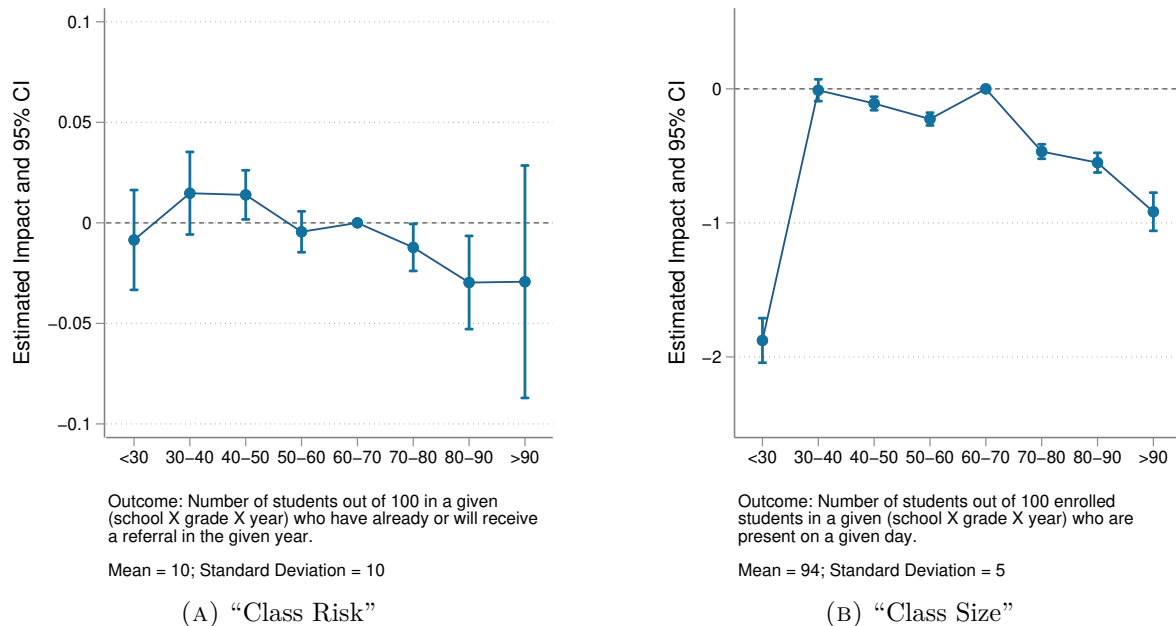 Estimated Impact and 95% CI
0.1
0.05
0
−0.05
−0.1
<30 30−40 40−50 50−60 60−70 70−80 80−90 >90
Outcome: Number of students out of 100 in a given
(school X grade X year) who have already or will receive
a referral in the given year.
Mean = 10; Standard Deviation = 10
(A) “Class Risk”
Estimated Impact and 95% CI
0
−1
−2
<30 30−40 40−50 50−60 60−70 70−80 80−90 >90
Outcome: Number of students out of 100 enrolled
students in a given (school X grade X year) who are
present on a given day.
Mean = 94; Standard Deviation = 5
(B) “Class Size”